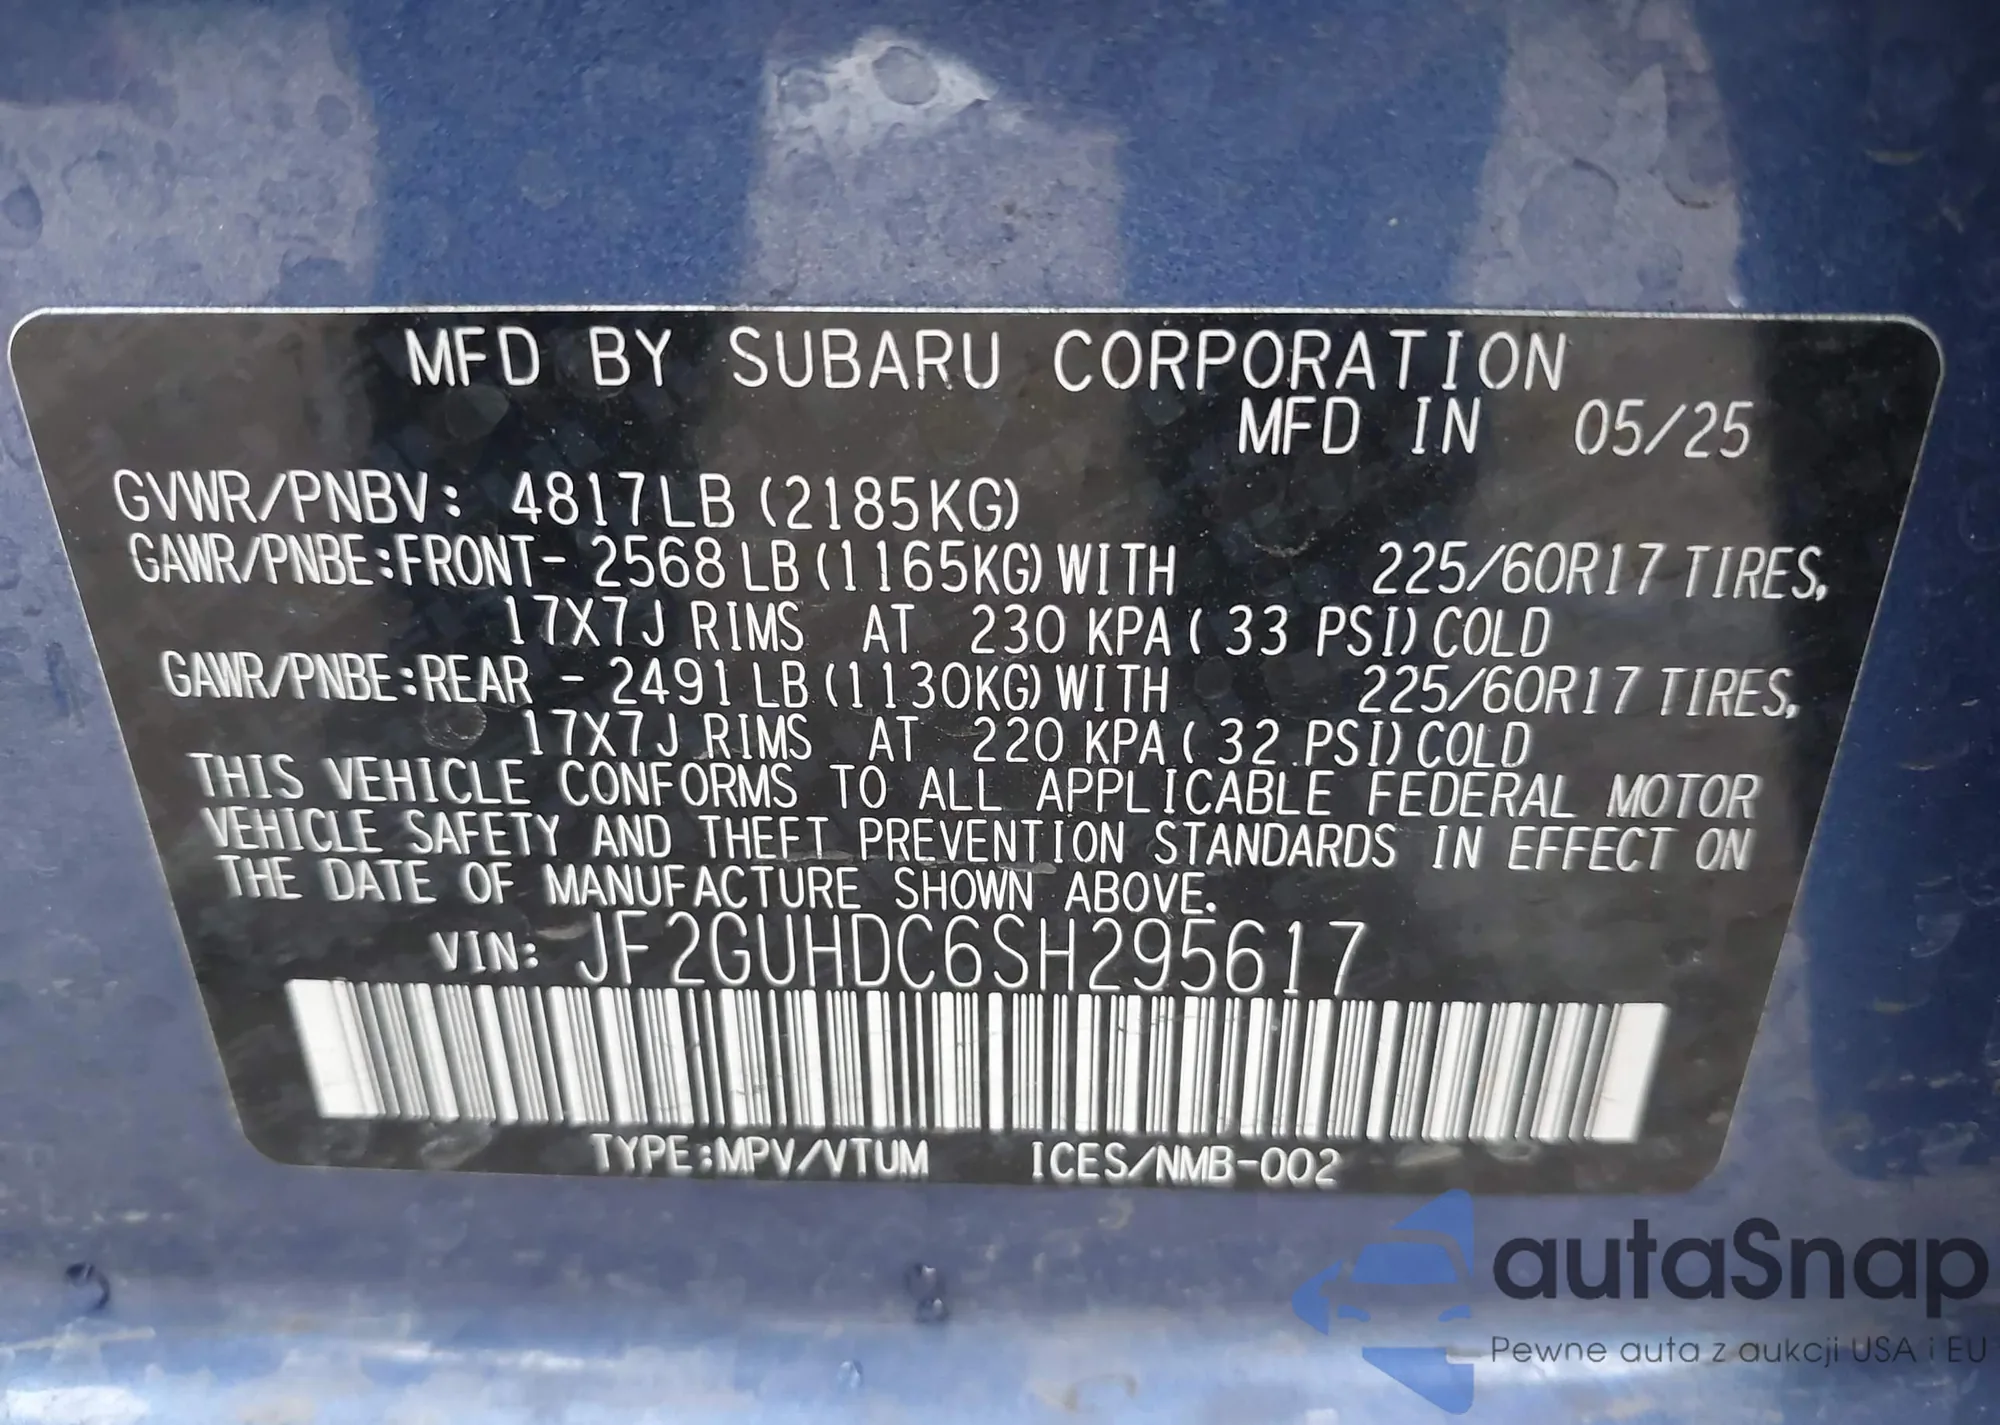 MFD BY SUBARU CORPORATION
MFD IN 05/25
GVWR/PNBV: 4817LB (2185KG)
GAWR/PNBE:FRONT- 2568 LB (1165KG) WITH 225/60R17 TIRES,
17X7J RIMS AT 230 KPA ( 33 PSI) COLD
GAWR/PNBE:REAR - 2491 LB (1130KG) WITH 225/60R17 TIRES,
17X7J RIMS AT 220 KPA ( 32 PSI) COLD
THIS VEHICLE CONFORMS TO ALL APPLICABLE FEDERAL MOTOR
VEHICLE SAFETY AND THEFT PREVENTION STANDARDS IN EFFECT ON
THE DATE OF MANUFACTURE SHOWN ABOVE.
VIN: JF2GUHDC6SH295617
TYPE:MPV/VTUM ICES/NMB-002
autaSnap
Pewne auta z aukcji USA i EU